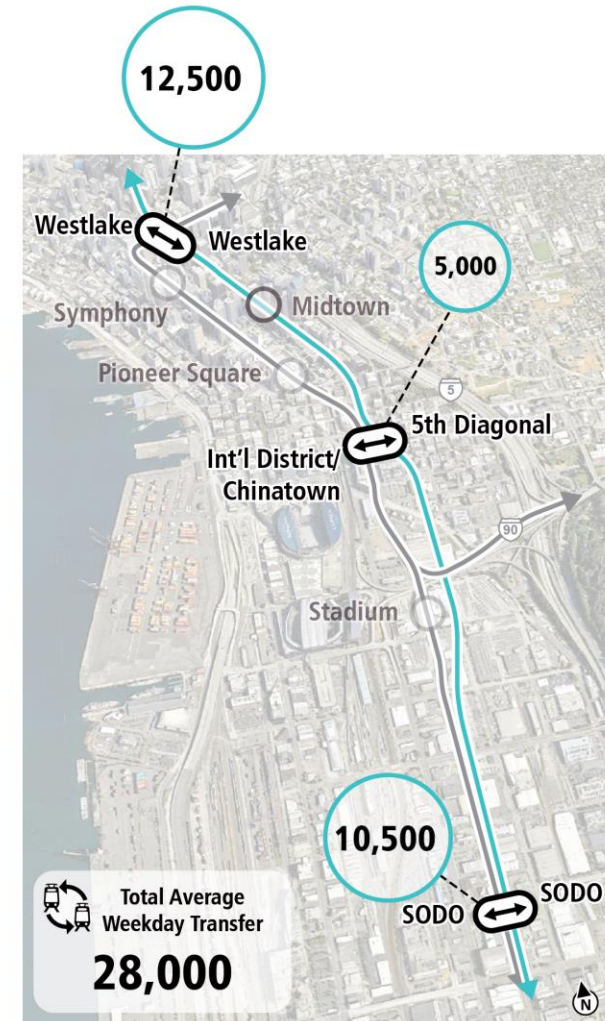 12,500
Westlake
Westlake
5,000
Symphony
Midtown
Pioneer Square
5
5th Diagonal
Int'l District/
Chinatown
90
Stadium
10,500
SODO
SODO
Total Average
Weekday Transfer
28,000
N